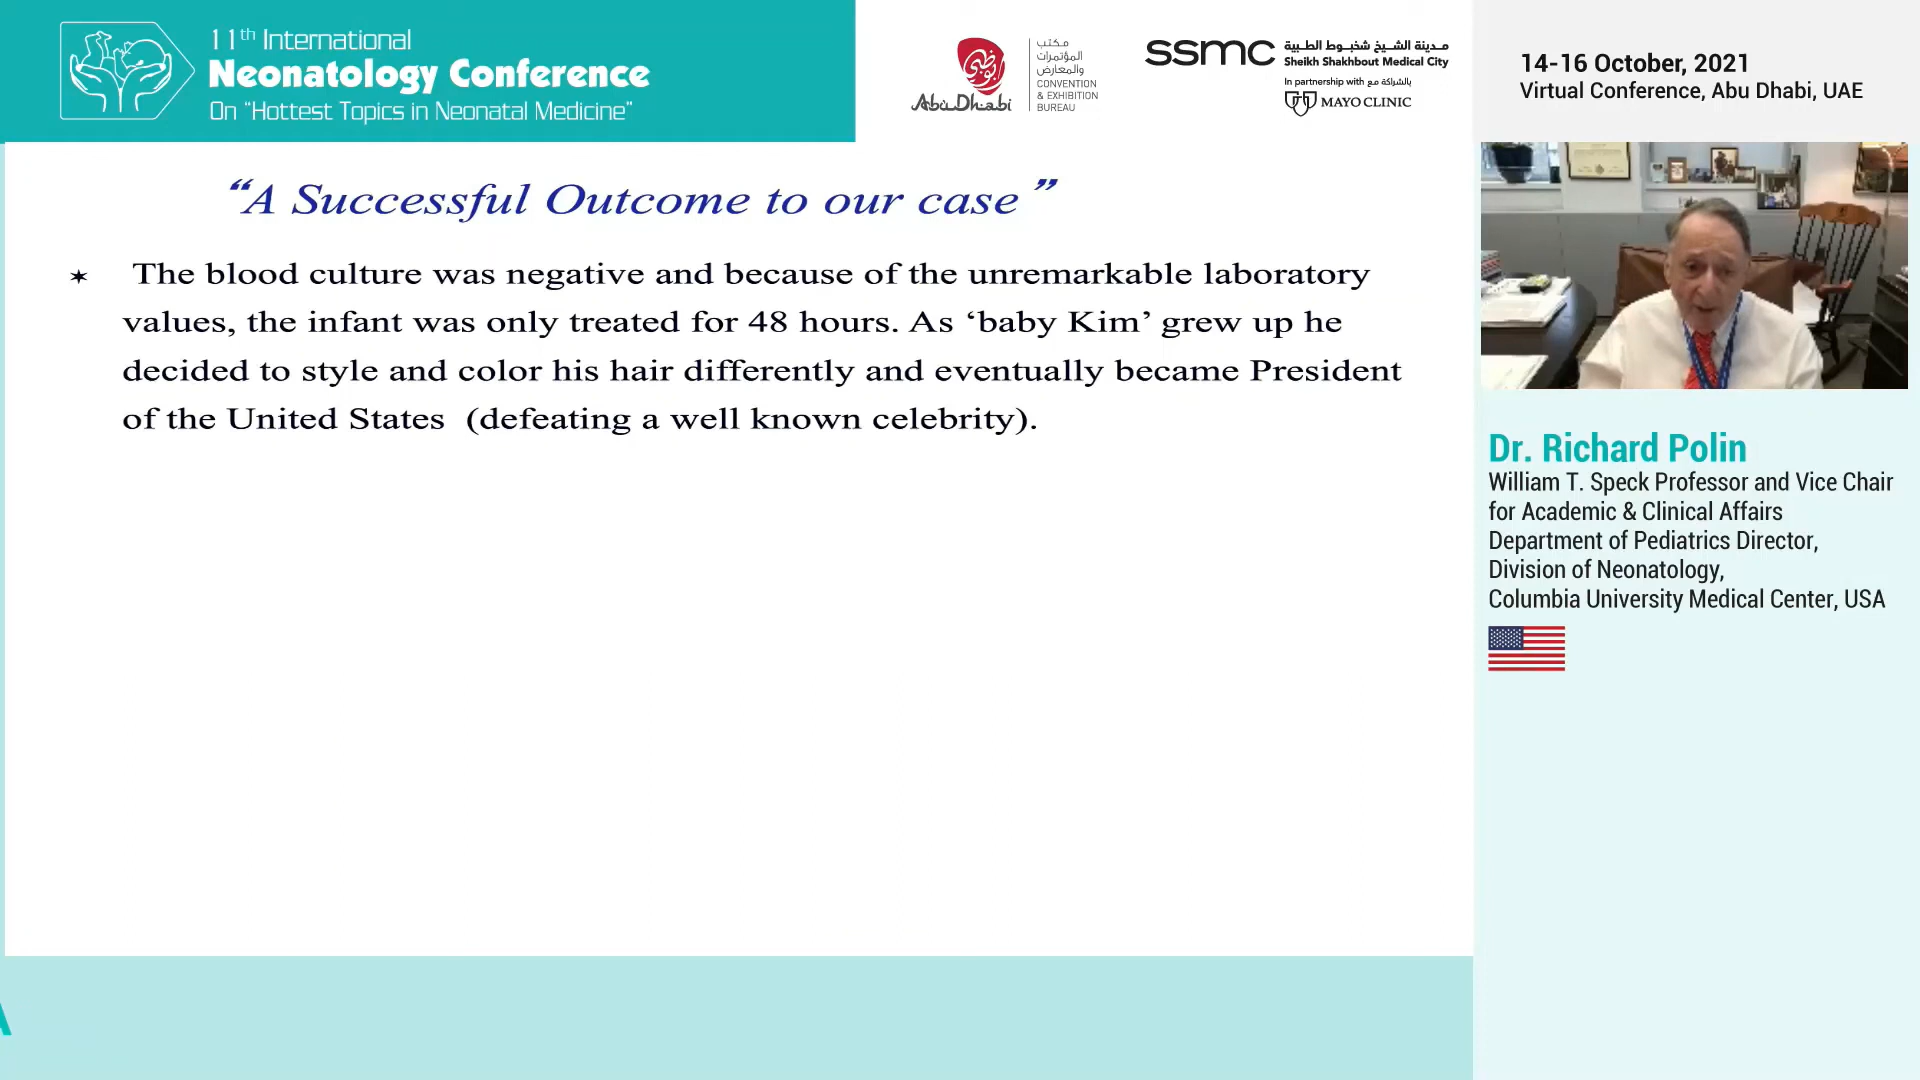 11th International
Neonatology Conference
On "Hottest Topics in Neonatal Medicine"
أبوظبي
Abu Dhabi
مكتب
المؤتمرات
والمعارض
CONVENTION
& EXHIBITION
BUREAU
ssmc
مدينة الشيخ شخبوط الطبية
Sheikh Shakhbout Medical City
In partnership with بالشراكة مع
MAYO CLINIC
14-16 October, 2021
Virtual Conference, Abu Dhabi, UAE
“A Successful Outcome to our case”
✶ The blood culture was negative and because of the unremarkable laboratory
values, the infant was only treated for 48 hours. As ‘baby Kim’ grew up he
decided to style and color his hair differently and eventually became President
of the United States (defeating a well known celebrity).
Dr. Richard Polin
William T. Speck Professor and Vice Chair
for Academic & Clinical Affairs
Department of Pediatrics Director,
Division of Neonatology,
Columbia University Medical Center, USA
A